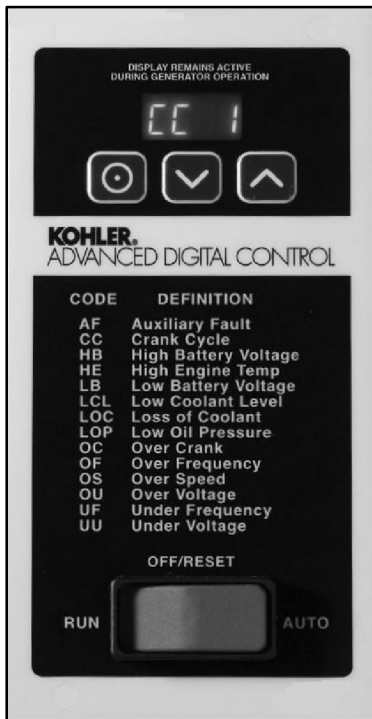 DISPLAY REMAINS ACTIVE
DURING GENERATOR OPERATION
CC 1
KOHLER®
ADVANCED DIGITAL CONTROL
CODE DEFINITION
AF Auxiliary Fault
CC Crank Cycle
HB High Battery Voltage
HE High Engine Temp
LB Low Battery Voltage
LCL Low Coolant Level
LOC Loss of Coolant
LOP Low Oil Pressure
OC Over Crank
OF Over Frequency
OS Over Speed
OU Over Voltage
UF Under Frequency
UU Under Voltage
OFF/RESET
RUN AUTO